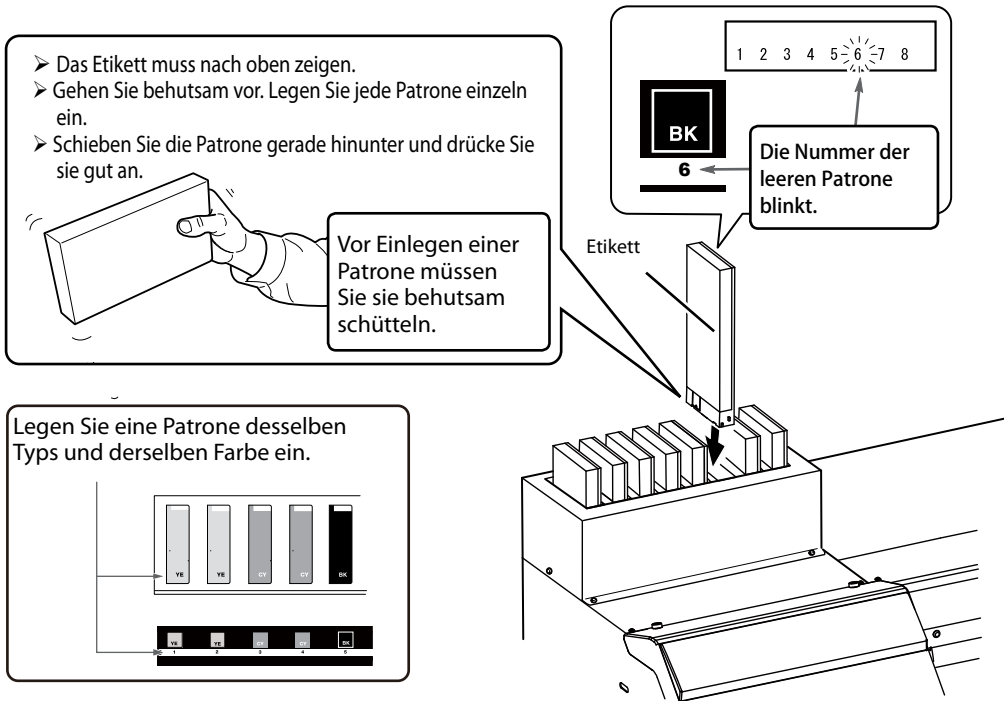 ➢ Das Etikett muss nach oben zeigen.
➢ Gehen Sie behutsam vor. Legen Sie jede Patrone einzeln
ein.
➢ Schieben Sie die Patrone gerade hinunter und drücke Sie
sie gut an.
Vor Einlegen einer
Patrone müssen
Sie sie behutsam
schütteln.
1 2 3 4 5 6 7 8
BK
6
Die Nummer der
leeren Patrone
blinkt.
Etikett
Legen Sie eine Patrone desselben
Typs und derselben Farbe ein.
YE YE CY CY BK
YE YE CY CY BK
1 2 3 4 5